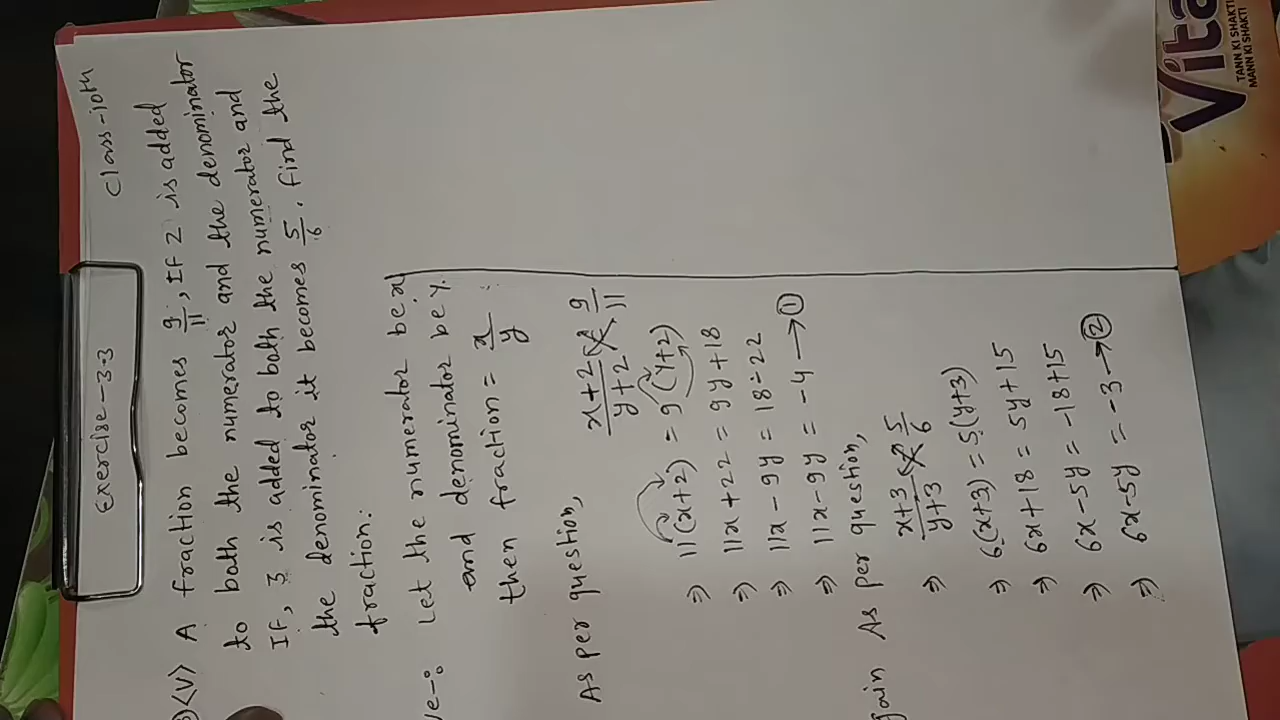 Exercise-3.3
Class-10th
<V> A fraction becomes 9/11, If 2 is added
to both the numerator and the denominator
If, 3 is added to both the numerator and
the denominator it becomes 5/6. find the
fraction:
Let the numerator be x
and denominator be y.
then fraction = x/y
As per question,
x+2/y+2 = 9/11
⇒ 11(x+2) = 9(y+2)
⇒ 11x+22 = 9y+18
⇒ 11x-9y = 18-22
⇒ 11x-9y = -4 → ①
As per question,
⇒ x+3/y+3 = 5/6
⇒ 6(x+3) = 5(y+3)
⇒ 6x+18 = 5y+15
⇒ 6x-5y = -18+15
⇒ 6x-5y = -3 → ②
Vita
TANN KI SHAKTI
MANN KI SHAKTI